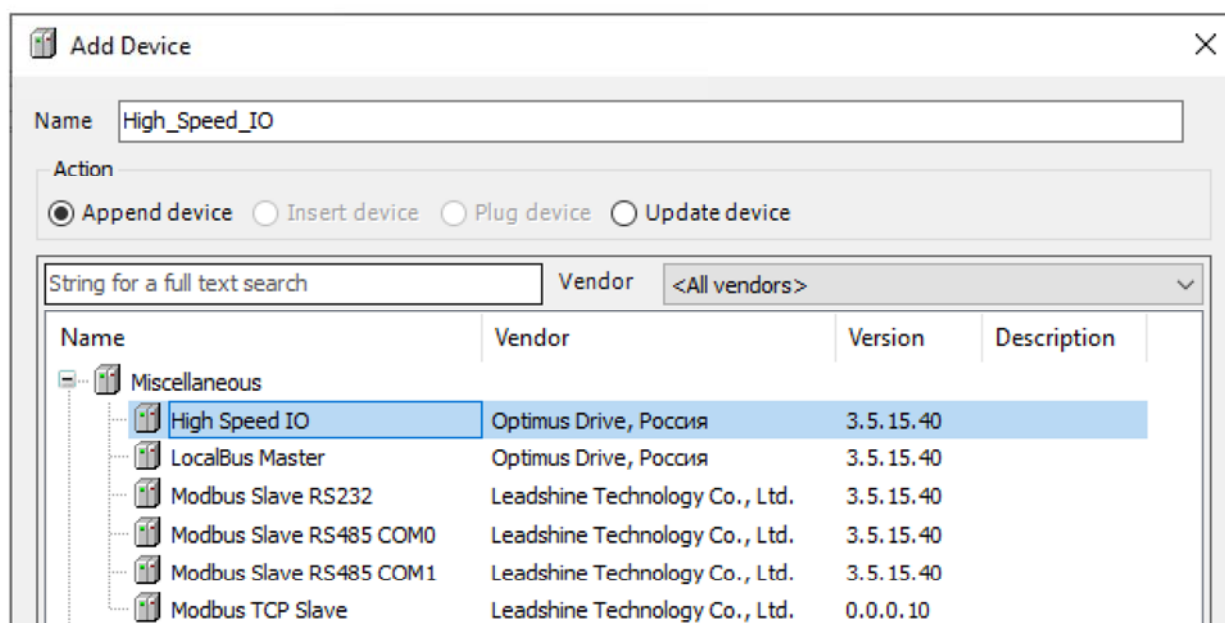 Add Device
Name High_Speed_IO
Action
Append device Insert device Plug device Update device
String for a full text search Vendor <All vendors>
Name Vendor Version Description
Miscellaneous
High Speed IO Optimus Drive, Россия 3.5.15.40
LocalBus Master Optimus Drive, Россия 3.5.15.40
Modbus Slave RS232 Leadshine Technology Co., Ltd. 3.5.15.40
Modbus Slave RS485 COM0 Leadshine Technology Co., Ltd. 3.5.15.40
Modbus Slave RS485 COM1 Leadshine Technology Co., Ltd. 3.5.15.40
Modbus TCP Slave Leadshine Technology Co., Ltd. 0.0.0.10